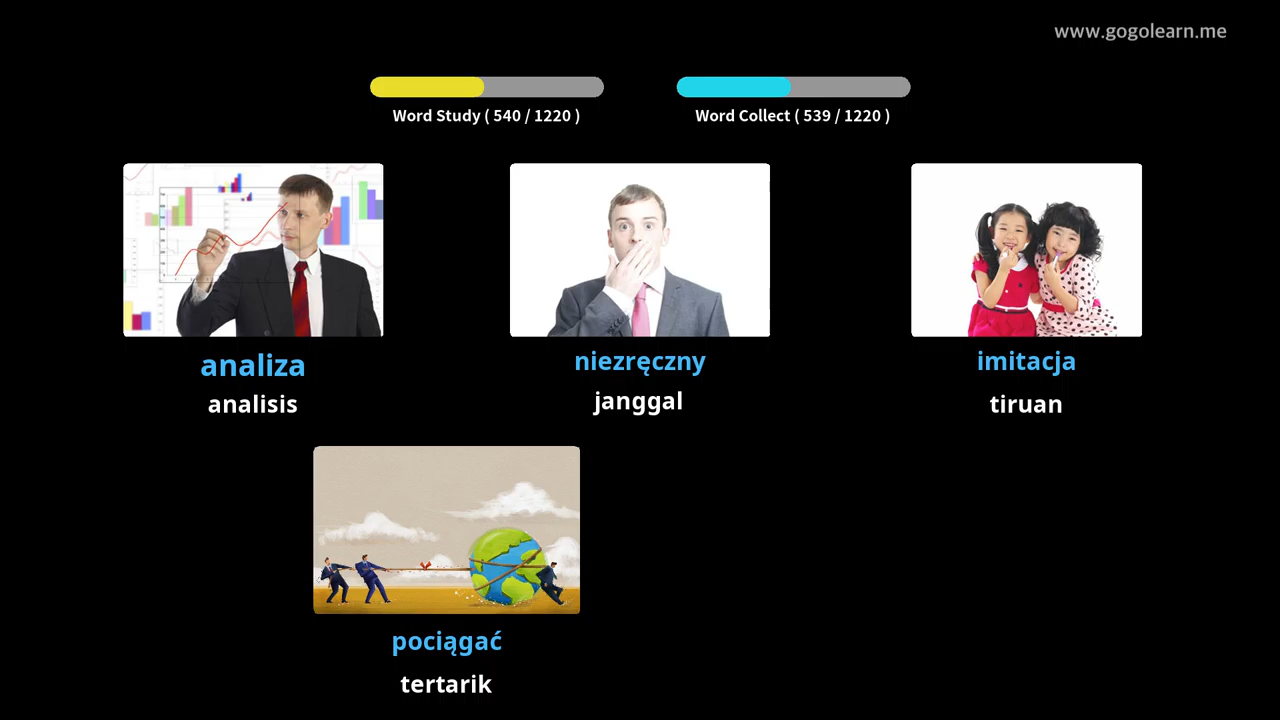 www.gogolearn.me
Word Study ( 540 / 1220 )
Word Collect ( 539 / 1220 )
analiza
analisis
niezręczny
janggal
imitacja
tiruan
pociągać
tertarik